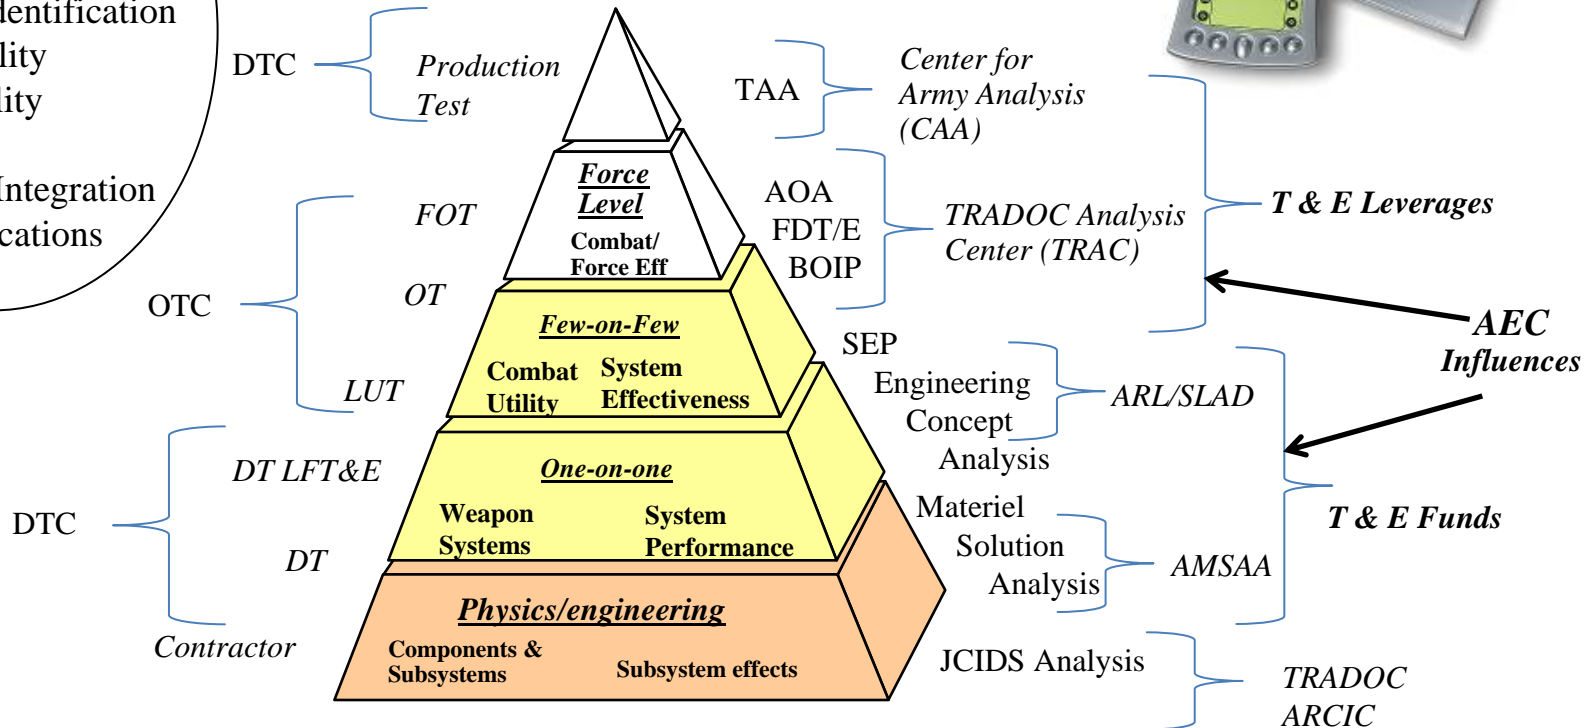 dentification
lity
lity
Integration
cations
DTC
Production
Test
TAA
Center for
Army Analysis
(CAA)
Force
Level
Combat/
Force Eff
FOT
OT
LUT
OTC
AOA
FDT/E
BOIP
TRADOC Analysis
Center (TRAC)
T & E Leverages
AEC
Influences
Few-on-Few
Combat
Utility
System
Effectiveness
SEP
Engineering
Concept
Analysis
ARL/SLAD
DT LFT&E
DTC
DT
Contractor
One-on-one
Weapon
Systems
System
Performance
Materiel
Solution
Analysis
AMSAA
T & E Funds
Physics/engineering
Components &
Subsystems
Subsystem effects
JCIDS Analysis
TRADOC
ARCIC